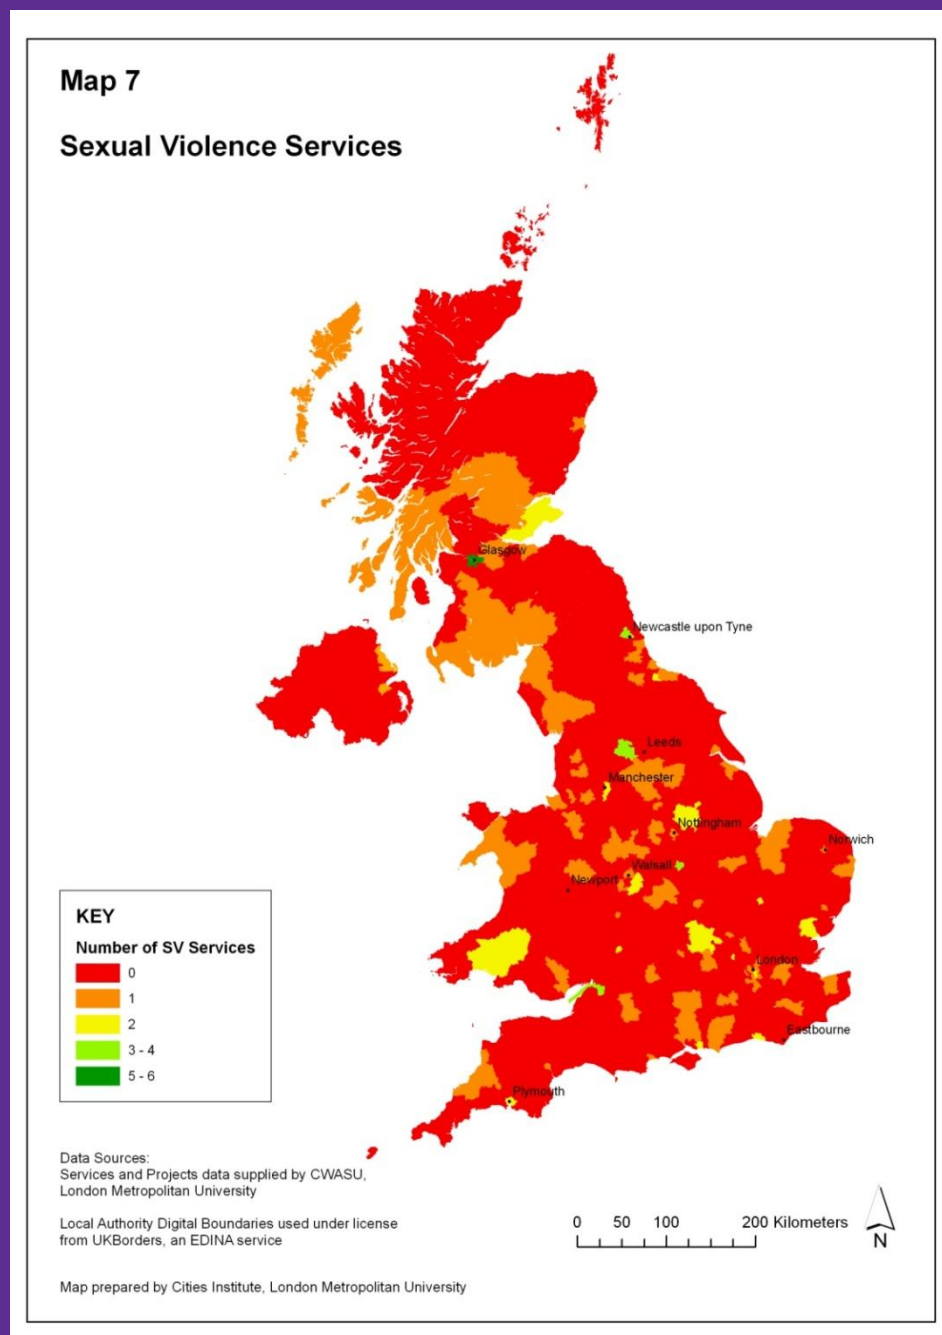 Map 7
Sexual Violence Services
Glasgow
Newcastle upon Tyne
Leeds
Manchester
Nottingham
Norwich
Walsall
Newport
London
Eastbourne
Plymouth
KEY
Number of SV Services
0
1
2
3 - 4
5 - 6
Data Sources:
Services and Projects data supplied by CWASU,
London Metropolitan University
Local Authority Digital Boundaries used under license
from UKBorders, an EDINA service
Map prepared by Cities Institute, London Metropolitan University
0 50 100 200 Kilometers
N